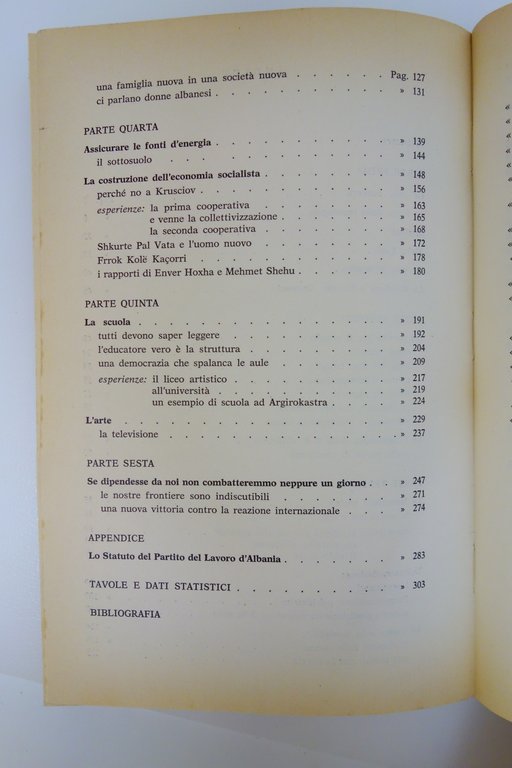 una famiglia nuova in una società nuova . . . . . . Pag. 127
ci parlano donne albanesi . . . . . . . . . . » 131
PARTE QUARTA
Assicurare le fonti d'energia . . . . . . . . . . » 139
il sottosuolo . . . . . . . . . . » 144
La costruzione dell'economia socialista . . . . . . . » 148
perché no a Krusciov . . . . . . . . . . » 156
esperienze: la prima cooperativa . . . . . . . » 163
e venne la collettivizzazione . . . . . . » 165
la seconda cooperativa . . . . . . . » 168
Shkurte Pal Vata e l'uomo nuovo . . . . . . . » 172
Frrok Kolë Kaçorri . . . . . . . . . . » 178
i rapporti di Enver Hoxha e Mehmet Shehu . . . . . » 180
PARTE QUINTA
La scuola . . . . . . . . . . . . . » 191
tutti devono saper leggere . . . . . . . . » 192
l'educatore vero è la struttura . . . . . . . . » 204
una democrazia che spalanca le aule . . . . . . » 209
esperienze: il liceo artistico . . . . . . . . » 217
all'università . . . . . . . . » 219
un esempio di scuola ad Argirokastra . . . . » 224
L'arte . . . . . . . . . . . . . » 229
la televisione . . . . . . . . . . . » 237
PARTE SESTA
Se dipendesse da noi non combatteremmo neppure un giorno . . » 247
le nostre frontiere sono indiscutibili . . . . . . » 271
una nuova vittoria contro la reazione internazionale . . . » 274
APPENDICE
Lo Statuto del Partito del Lavoro d'Albania . . . . . . » 283
TAVOLE E DATI STATISTICI . . . . . . . . » 303
BIBLIOGRAFIA